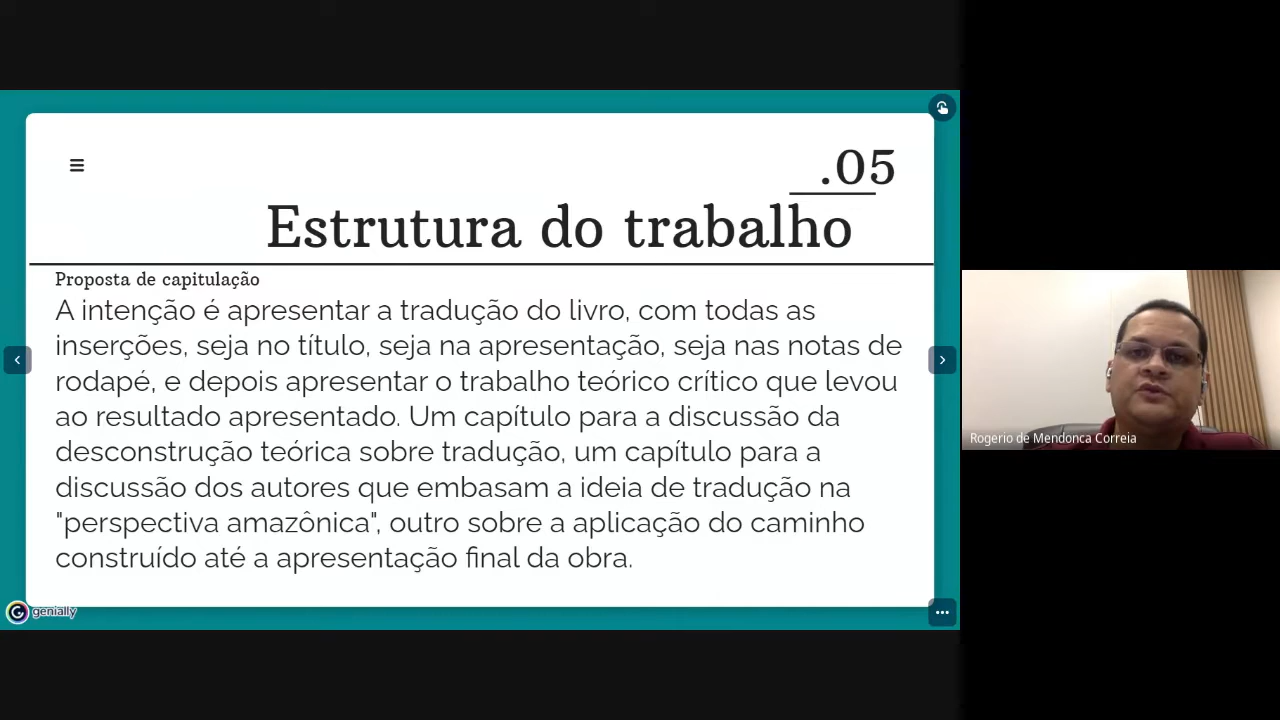 .05
Estrutura do trabalho
Proposta de capitulação
A intenção é apresentar a tradução do livro, com todas as
inserções, seja no título, seja na apresentação, seja nas notas de
rodapé, e depois apresentar o trabalho teórico crítico que levou
ao resultado apresentado. Um capítulo para a discussão da
desconstrução teórica sobre tradução, um capítulo para a
discussão dos autores que embasam a ideia de tradução na
"perspectiva amazônica", outro sobre a aplicação do caminho
construído até a apresentação final da obra.
genially
Rogerio de Mendonca Correia